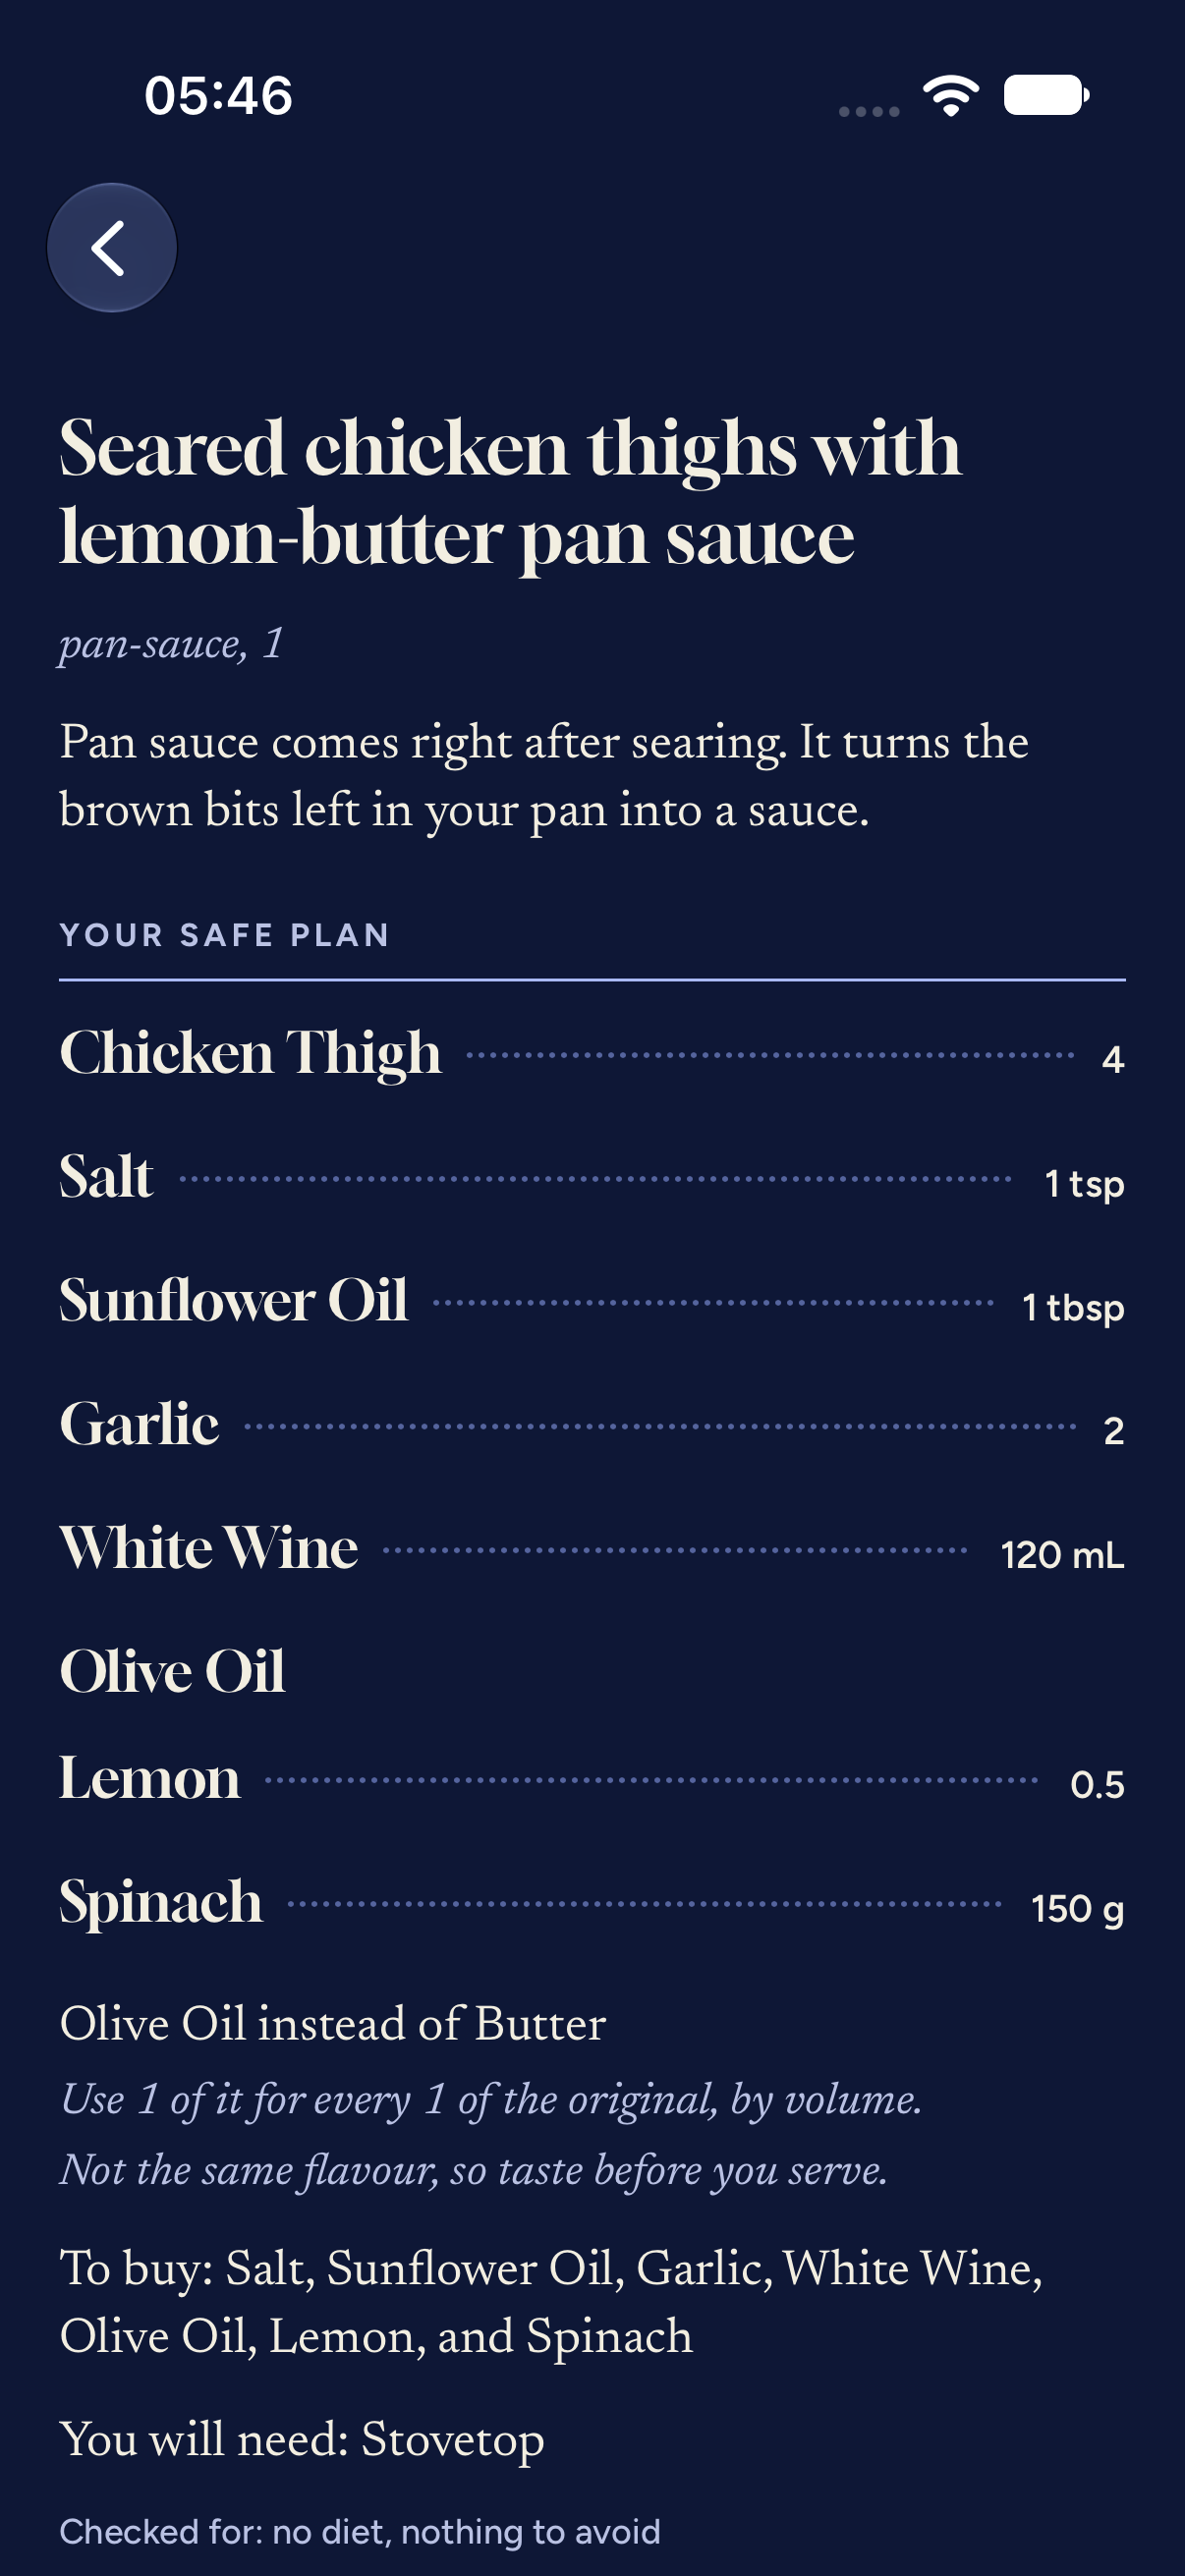 05:46
Seared chicken thighs with
lemon-butter pan sauce
pan-sauce, 1
Pan sauce comes right after searing. It turns the
brown bits left in your pan into a sauce.
YOUR SAFE PLAN
Chicken Thigh 4
Salt 1 tsp
Sunflower Oil 1 tbsp
Garlic 2
White Wine 120 mL
Olive Oil
Lemon 0.5
Spinach 150 g
Olive Oil instead of Butter
Use 1 of it for every 1 of the original, by volume.
Not the same flavour, so taste before you serve.
To buy: Salt, Sunflower Oil, Garlic, White Wine,
Olive Oil, Lemon, and Spinach
You will need: Stovetop
Checked for: no diet, nothing to avoid